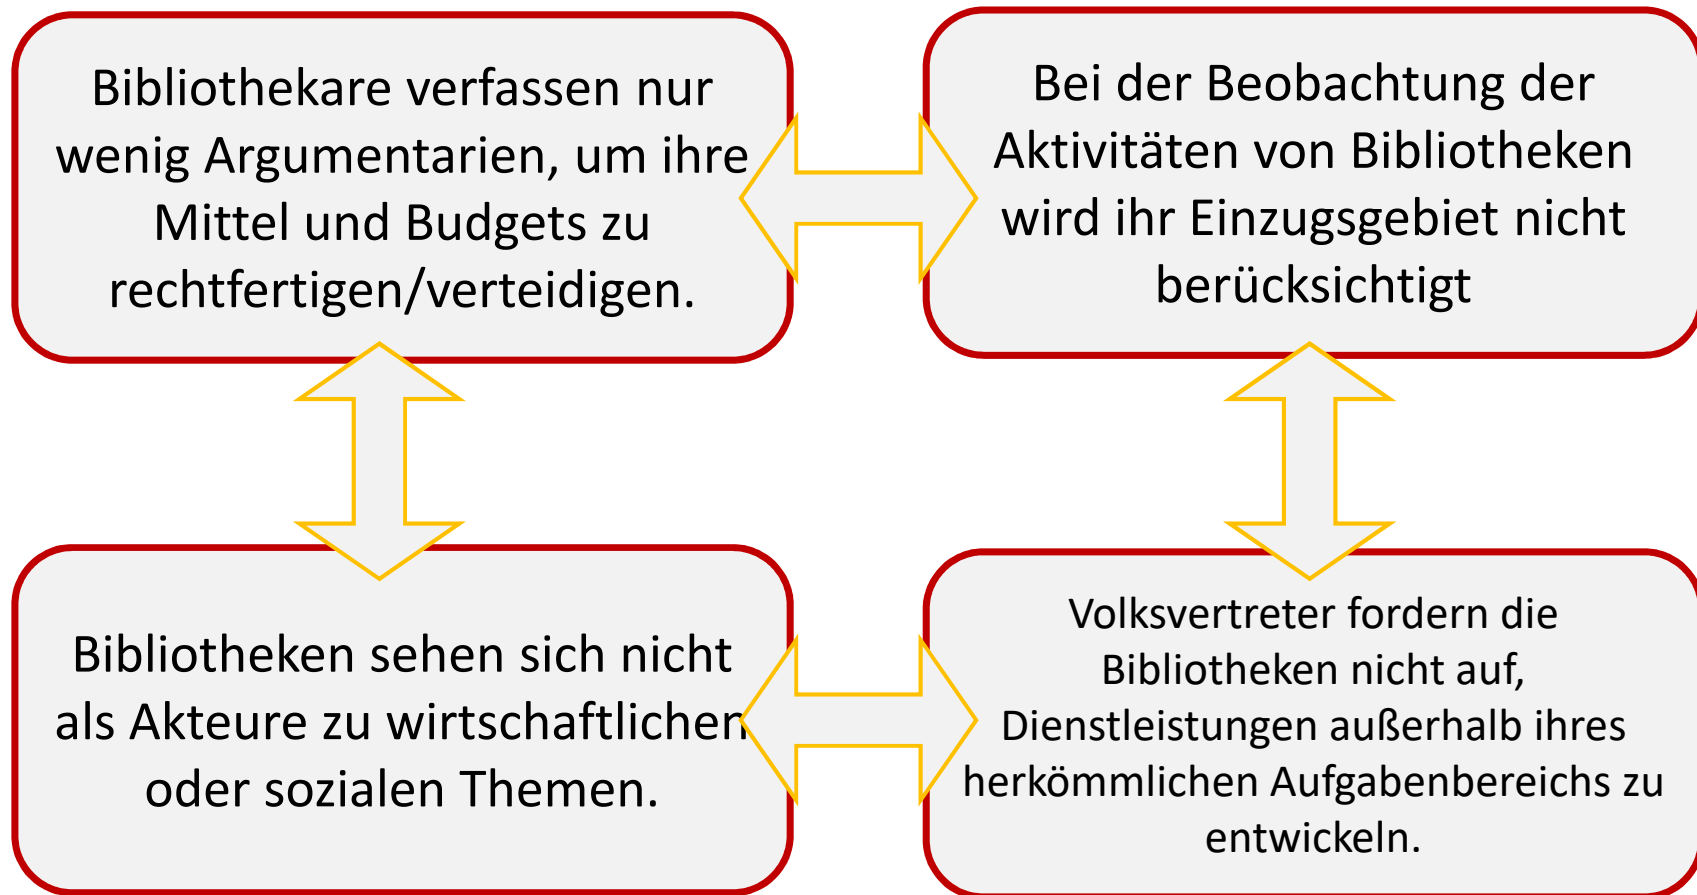 Bibliothekare verfassen nur
wenig Argumentarien, um ihre
Mittel und Budgets zu
rechtfertigen/verteidigen.
Bei der Beobachtung der
Aktivitäten von Bibliotheken
wird ihr Einzugsgebiet nicht
berücksichtigt
Bibliotheken sehen sich nicht
als Akteure zu wirtschaftlichen
oder sozialen Themen.
Volksvertreter fordern die
Bibliotheken nicht auf,
Dienstleistungen außerhalb ihres
herkömmlichen Aufgabenbereichs zu
entwickeln.